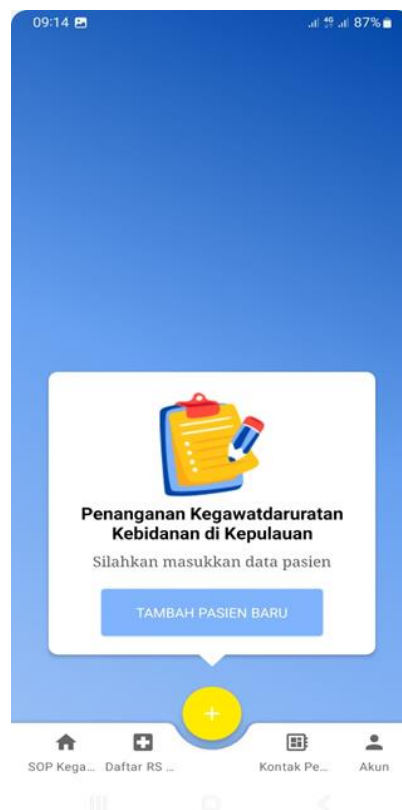 09:14 87%
Penanganan Kegawatdaruratan
Kebidanan di Kepulauan
Silahkan masukkan data pasien
TAMBAH PASIEN BARU
+
SOP Kega... Daftar RS ... Kontak Pe... Akun